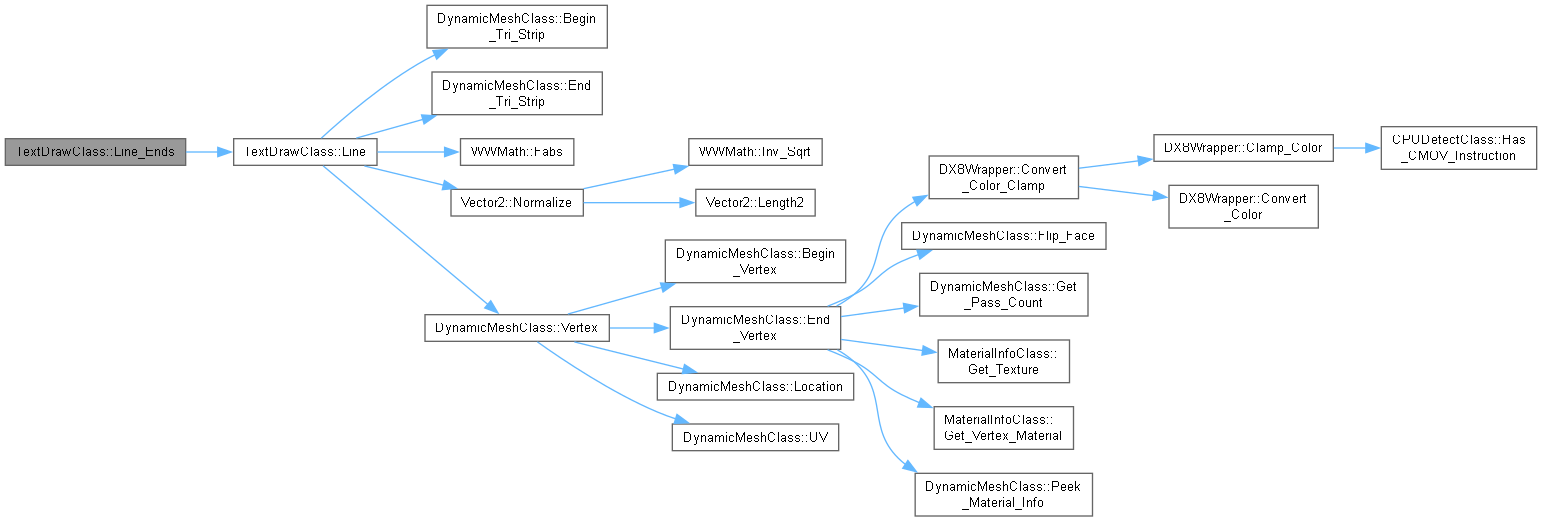 DynamicMeshClass::Begin
_Tri_Strip
DynamicMeshClass::End
_Tri_Strip
TextDrawClass::Line_Ends
TextDrawClass::Line
WWMath::Fabs
Vector2::Normalize
WWMath::Inv_Sqrt
Vector2::Length2
DynamicMeshClass::Vertex
DynamicMeshClass::Begin
_Vertex
DynamicMeshClass::End
_Vertex
DynamicMeshClass::Location
DynamicMeshClass::UV
DX8Wrapper::Convert
_Color_Clamp
DynamicMeshClass::Flip_Face
DynamicMeshClass::Get
_Pass_Count
MaterialInfoClass::
Get_Texture
MaterialInfoClass::
Get_Vertex_Material
DynamicMeshClass::Peek
_Material_Info
DX8Wrapper::Clamp_Color
DX8Wrapper::Convert
_Color
CPUDetectClass::Has
_CMOV_Instruction